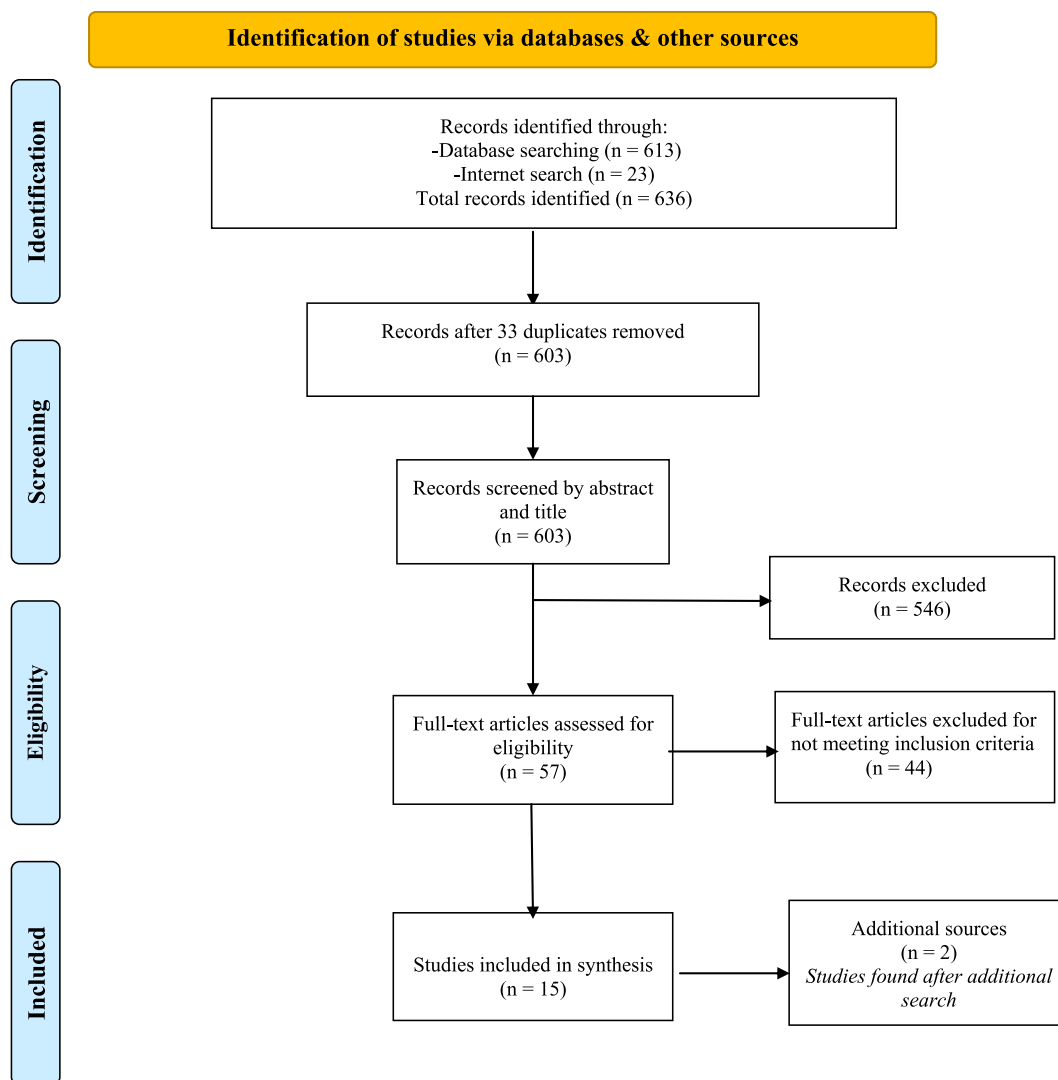 Identification of studies via databases & other sources
Identification
Records identified through:
-Database searching (n = 613)
-Internet search (n = 23)
Total records identified (n = 636)
Screening
Records after 33 duplicates removed
(n = 603)
Records screened by abstract
and title
(n = 603)
Records excluded
(n = 546)
Eligibility
Full-text articles assessed for
eligibility
(n = 57)
Full-text articles excluded for
not meeting inclusion criteria
(n = 44)
Included
Studies included in synthesis
(n = 15)
Additional sources
(n = 2)
Studies found after additional
search